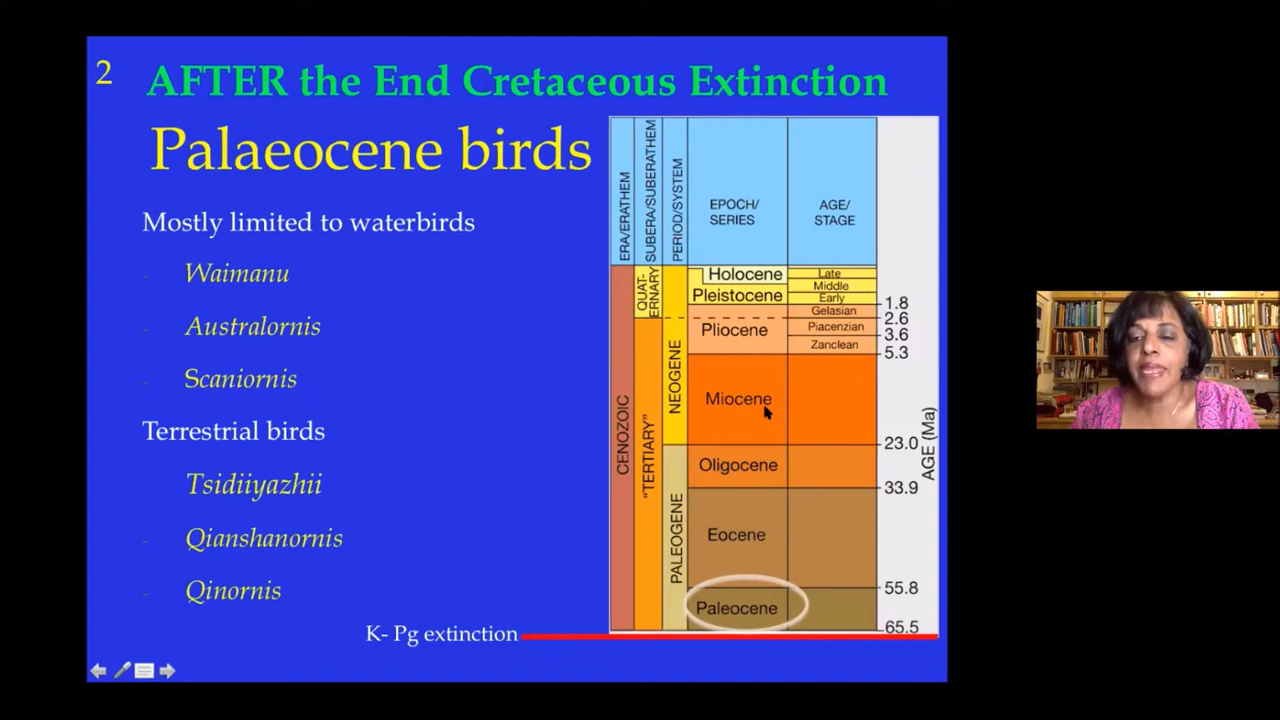 2
AFTER the End Cretaceous Extinction
Palaeocene birds
Mostly limited to waterbirds
- Waimanu
- Australornis
- Scaniornis
Terrestrial birds
Tsidiiyazhii
- Qianshanornis
- Qinornis
K- Pg extinction
ERA/ERATHEM
SUBERA/SUBERATHEM
PERIOD/SYSTEM
EPOCH/
SERIES
AGE/
STAGE
CENOZOIC
QUAT-
ERNARY
"TERTIARY"
NEOGENE
PALEOGENE
Holocene
Pleistocene
Pliocene
Miocene
Oligocene
Eocene
Paleocene
Late
Middle
Early
Gelasian
Piacenzian
Zanclean
1.8
2.6
3.6
5.3
23.0
33.9
55.8
65.5
AGE (Ma)